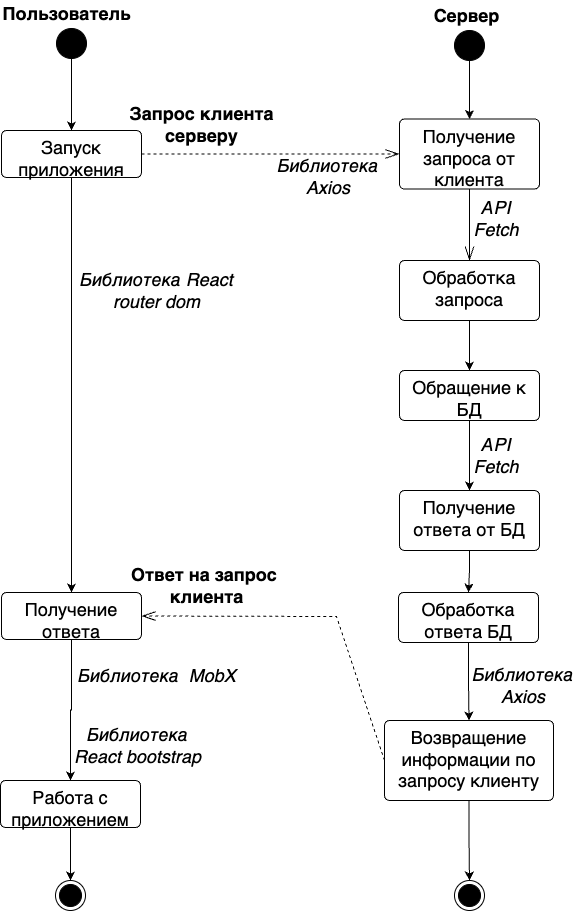 Пользователь
Сервер
Запрос клиента
серверу
Запуск
приложения
Получение
запроса от
клиента
Библиотека
Axios
API
Fetch
Библиотека React
router dom
Обработка
запроса
Обращение к
БД
API
Fetch
Получение
ответа от БД
Ответ на запрос
клиента
Получение
ответа
Обработка
ответа БД
Библиотека MobX
Библиотека
Axios
Библиотека
React bootstrap
Возвращение
информации по
запросу клиенту
Работа с
приложением